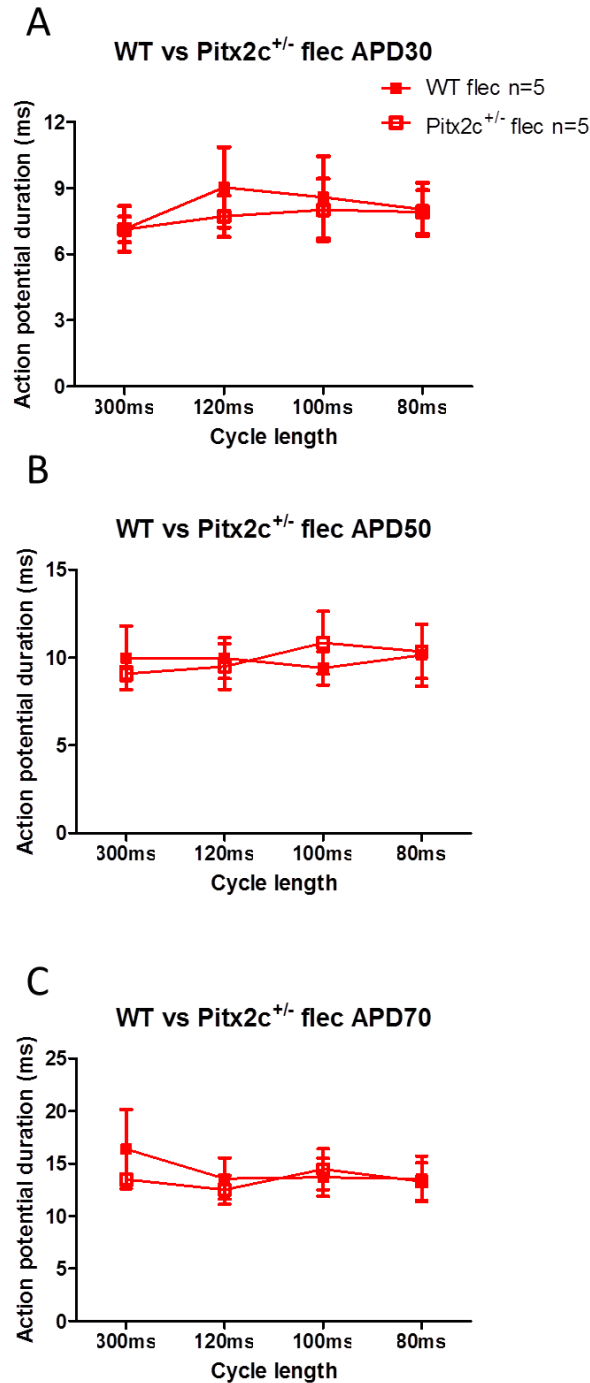 A
WT vs Pitx2c+/- flec APD30
WT flec n=5
Pitx2c+/- flec n=5
Action potential duration (ms)
12
9
6
3
0
300ms 120ms 100ms 80ms
Cycle length
B
WT vs Pitx2c+/- flec APD50
Action potential duration (ms)
15
10
5
0
300ms 120ms 100ms 80ms
Cycle length
C
WT vs Pitx2c+/- flec APD70
Action potential duration (ms)
25
20
15
10
5
0
300ms 120ms 100ms 80ms
Cycle length